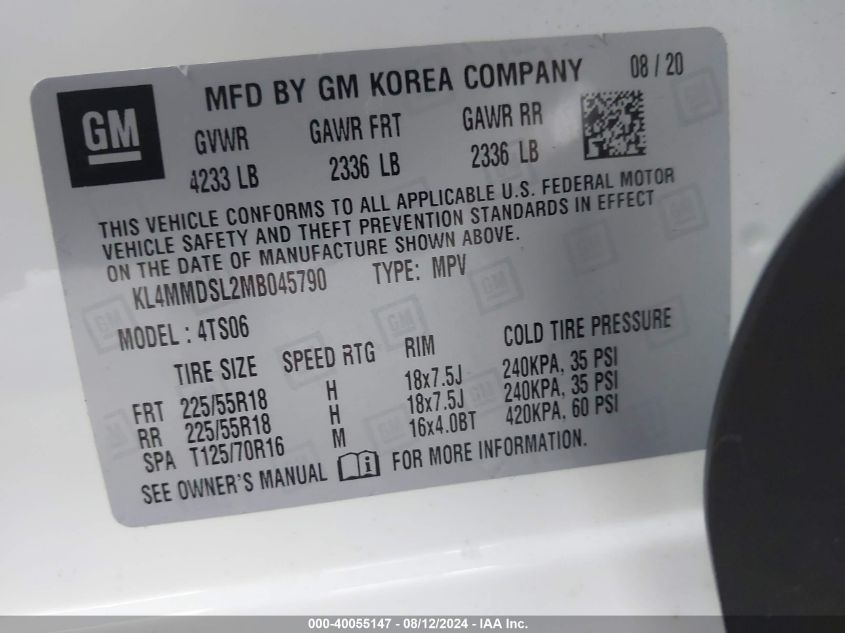 GM
MFD BY GM KOREA COMPANY 08 / 20
GVWR GAWR FRT GAWR RR
4233 LB 2336 LB 2336 LB
THIS VEHICLE CONFORMS TO ALL APPLICABLE U.S. FEDERAL MOTOR
VEHICLE SAFETY AND THEFT PREVENTION STANDARDS IN EFFECT
ON THE DATE OF MANUFACTURE SHOWN ABOVE.
KL4MMDSL2MB045790 TYPE: MPV
MODEL : 4TS06
TIRE SIZE SPEED RTG RIM COLD TIRE PRESSURE
FRT 225/55R18 H 18x7.5J 240KPA, 35 PSI
RR 225/55R18 H 18x7.5J 240KPA, 35 PSI
SPA T125/70R16 M 16x4.0BT 420KPA, 60 PSI
SEE OWNER'S MANUAL i FOR MORE INFORMATION.
000-40055147 - 08/12/2024 - IAA Inc.